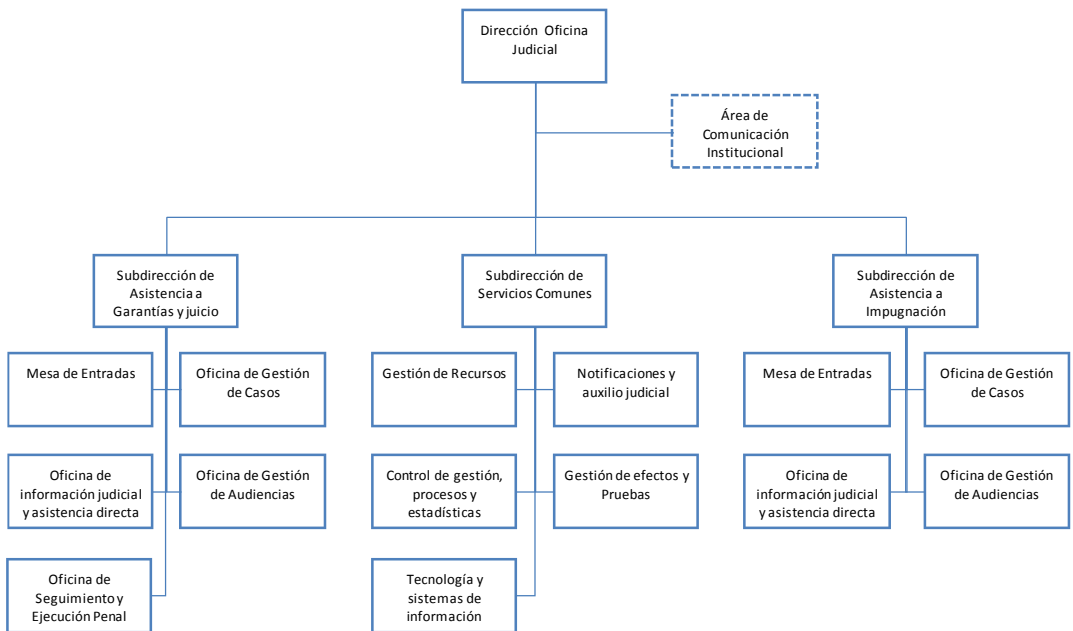 Dirección Oficina
Judicial
Área de
Comunicación
Institucional
Subdirección de
Asistencia a
Garantías y juicio
Subdirección de
Servicios Comunes
Subdirección de
Asistencia a
Impugnación
Mesa de Entradas
Oficina de Gestión
de Casos
Gestión de Recursos
Notificaciones y
auxilio judicial
Mesa de Entradas
Oficina de Gestión
de Casos
Oficina de
información judicial
y asistencia directa
Oficina de Gestión
de Audiencias
Control de gestión,
procesos y
estadísticas
Gestión de efectos y
Pruebas
Oficina de
información judicial
y asistencia directa
Oficina de Gestión
de Audiencias
Oficina de
Seguimiento y
Ejecución Penal
Tecnología y
sistemas de
información